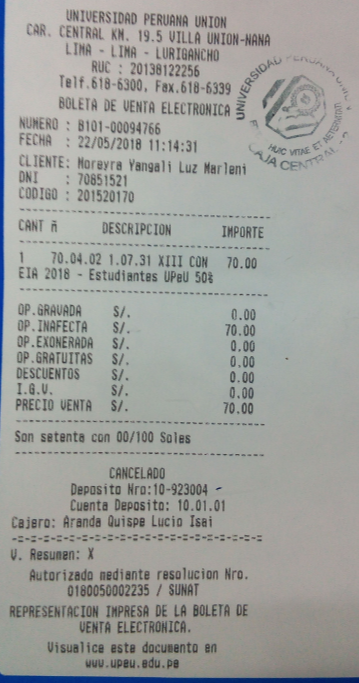 UNIVERSIDAD PERUANA UNION
CAR. CENTRAL KM. 19.5 VILLA UNION-NANA
LIMA - LIMA - LURIGANCHO
RUC : 20138122256
Telf.618-6300, Fax.618-6339
BOLETA DE VENTA ELECTRONICA
NUMERO : B101-00094766
FECHA : 22/05/2018 11:14:31
CLIENTE: Moreyra Yangali Luz Marleni
DNI : 70851521
CODIGO : 201520170
CANT ñ DESCRIPCION IMPORTE
1 70.04.02 1.07.31 XIII CON 70.00
EIA 2018 - Estudiantes UPeU 50%
OP.GRAVADA S/. 0.00
OP.INAFECTA S/. 70.00
OP.EXONERADA S/. 0.00
OP.GRATUITAS S/. 0.00
DESCUENTOS S/. 0.00
I.G.V. S/. 0.00
PRECIO VENTA S/. 70.00
Son setenta con 00/100 Soles
CANCELADO
Deposito Nro:10-923004
Cuenta Deposito: 10.01.01
Cajero: Aranda Quispe Lucio Isai
V. Resumen: X
Autorizado mediante resolucion Nro.
0180050002235 / SUNAT
REPRESENTACION IMPRESA DE LA BOLETA DE
VENTA ELECTRONICA.
Visualice este documento en
www.upeu.edu.pe
UNIVERSIDAD PERUANA UNION
HUIC VITAE ET AETERNITATI
CAJA CENTRAL